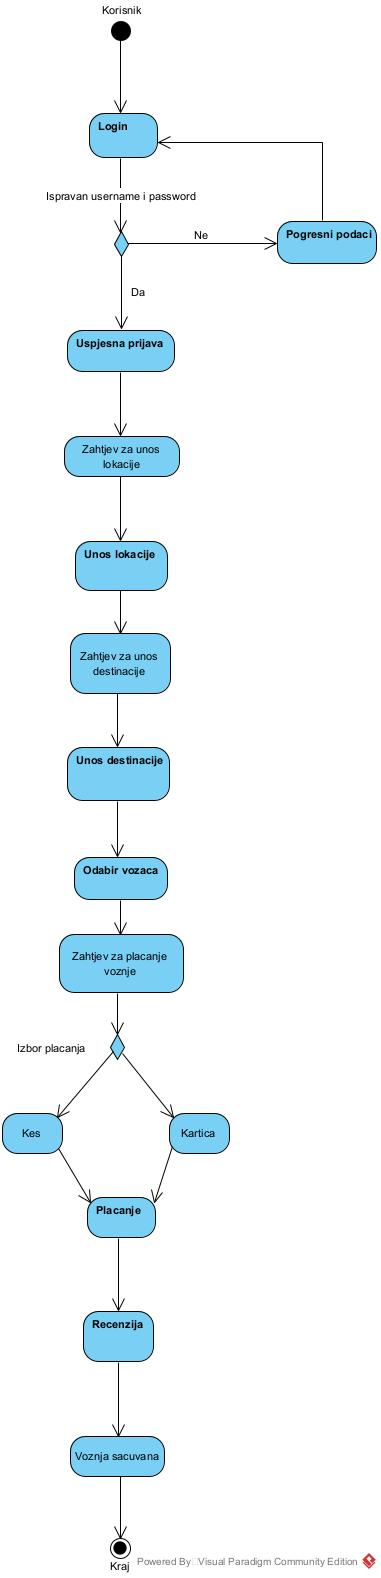 Korisnik
Login
Ispravan username i password
Ne
Pogresni podaci
Da
Uspjesna prijava
Zahtjev za unos
lokacije
Unos lokacije
Zahtjev za unos
destinacije
Unos destinacije
Odabir vozaca
Zahtjev za placanje
voznje
Izbor placanja
Kes
Kartica
Placanje
Recenzija
Voznja sacuvana
Kraj
Powered By Visual Paradigm Community Edition